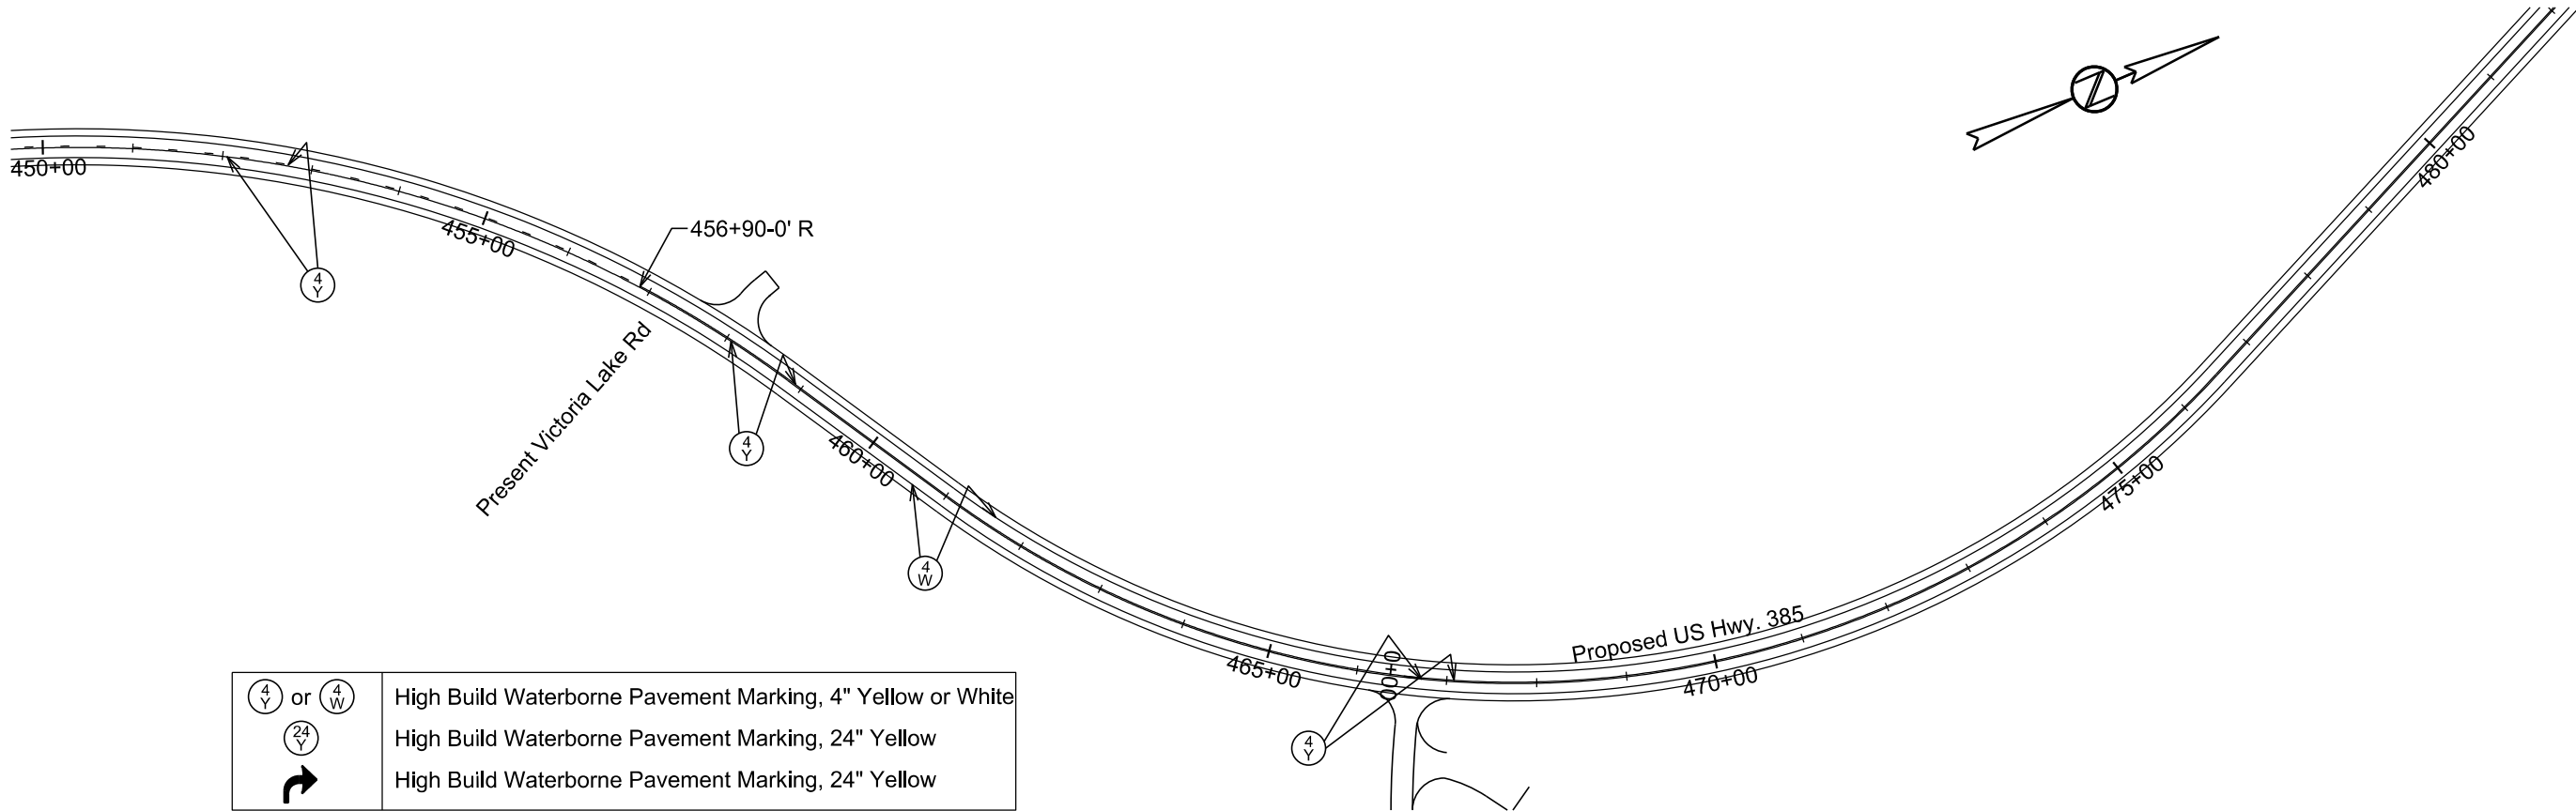 450+00
455+00
456+90-0' R
4
Y
Present Victoria Lake Rd
4
Y
460+00
4
W
465+00
0+00
4
Y
Proposed US Hwy. 385
470+00
475+00
480+00
N
4
Y or 4
W High Build Waterborne Pavement Marking, 4" Yellow or White
24
Y High Build Waterborne Pavement Marking, 24" Yellow
High Build Waterborne Pavement Marking, 24" Yellow